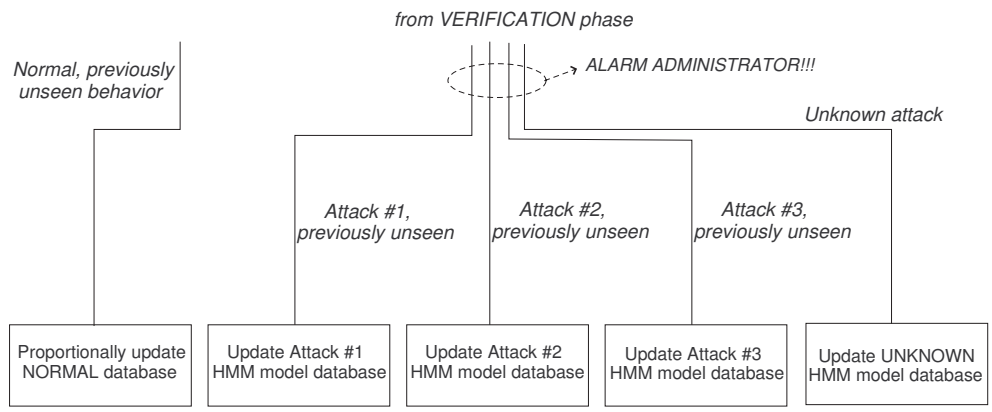 from VERIFICATION phase
Normal, previously
unseen behavior
ALARM ADMINISTRATOR!!!
Unknown attack
Attack #1,
previously unseen
Attack #2,
previously unseen
Attack #3,
previously unseen
Proportionally update
NORMAL database
Update Attack #1
HMM model database
Update Attack #2
HMM model database
Update Attack #3
HMM model database
Update UNKNOWN
HMM model database